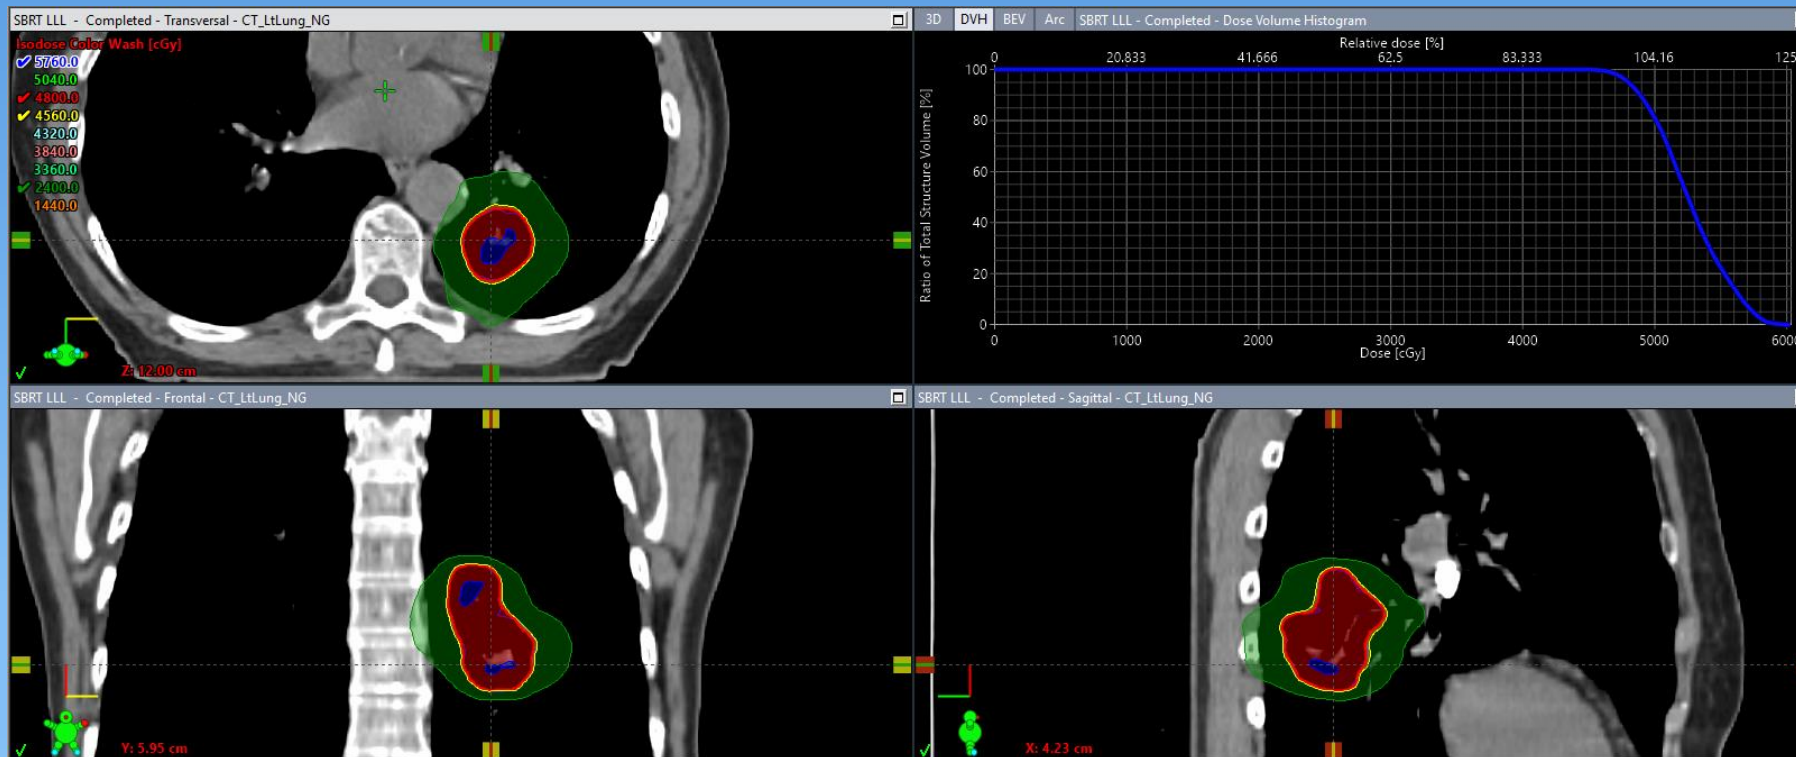 SBRT LLL - Completed - Transversal - CT_LtLung_NG
Isodose Color Wash [cGy]
5760.0
5040.0
4800.0
4560.0
4320.0
3840.0
3360.0
2400.0
1440.0
Z: 12.00 cm
3D DVH BEV Arc SBRT LLL - Completed - Dose Volume Histogram
Relative dose [%]
0 20.833 41.666 62.5 83.333 104.16 125
Ratio of Total Structure Volume [%]
100
80
60
40
20
0
0 1000 2000 3000 4000 5000 6000
Dose [cGy]
SBRT LLL - Completed - Frontal - CT_LtLung_NG
Y: 5.95 cm
SBRT LLL - Completed - Sagittal - CT_LtLung_NG
X: 4.23 cm